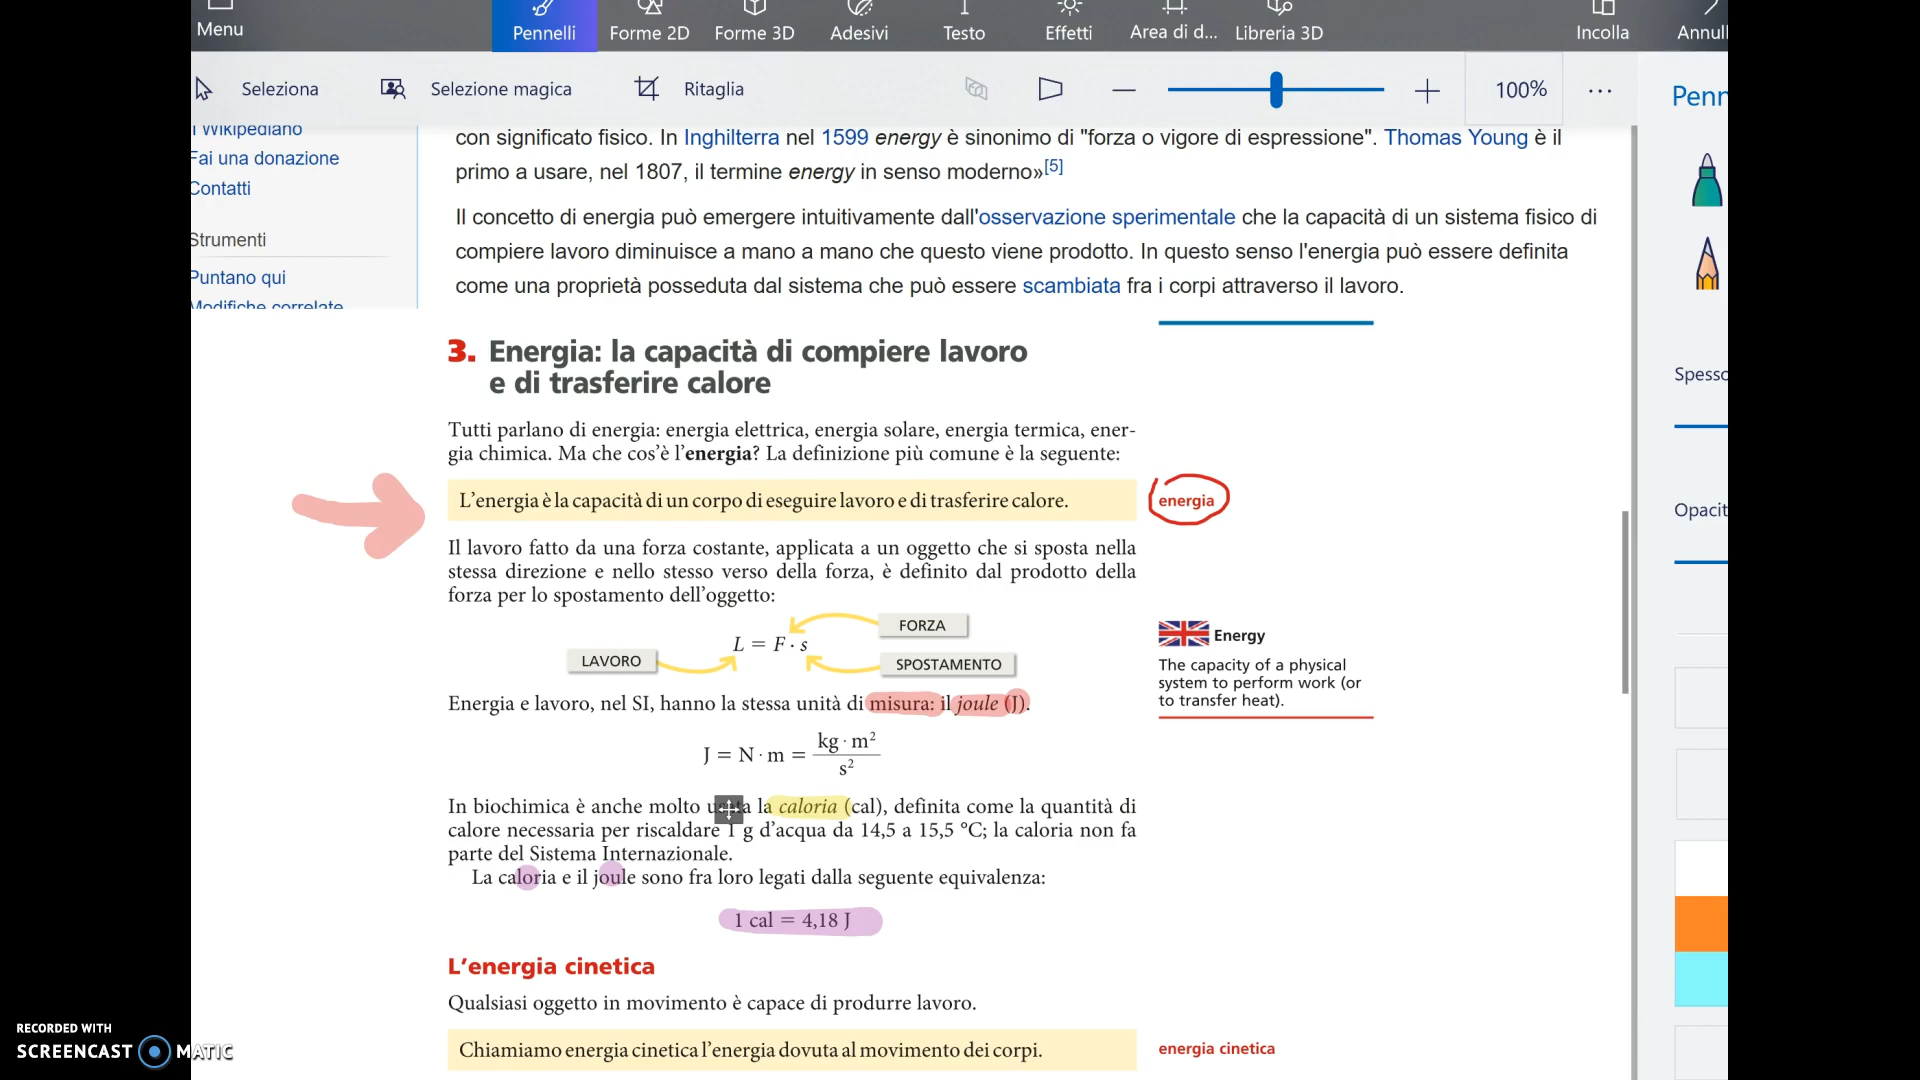 Menu
Pennelli
Forme 2D
Forme 3D
Adesivi
Testo
Effetti
Area di d...
Libreria 3D
Incolla
Annull
Seleziona
Selezione magica
Ritaglia
100%
Penn
Wikipediano
Fai una donazione
Contatti
Strumenti
Puntano qui
Modifiche correlate
con significato fisico. In Inghilterra nel 1599 energy è sinonimo di "forza o vigore di espressione". Thomas Young è il
primo a usare, nel 1807, il termine energy in senso moderno»[5]
Il concetto di energia può emergere intuitivamente dall'osservazione sperimentale che la capacità di un sistema fisico di
compiere lavoro diminuisce a mano a mano che questo viene prodotto. In questo senso l'energia può essere definita
come una proprietà posseduta dal sistema che può essere scambiata fra i corpi attraverso il lavoro.
Spesso
Opacit
3. Energia: la capacità di compiere lavoro
e di trasferire calore
Tutti parlano di energia: energia elettrica, energia solare, energia termica, ener-
gia chimica. Ma che cos'è l'energia? La definizione più comune è la seguente:
L'energia è la capacità di un corpo di eseguire lavoro e di trasferire calore.
energia
Il lavoro fatto da una forza costante, applicata a un oggetto che si sposta nella
stessa direzione e nello stesso verso della forza, è definito dal prodotto della
forza per lo spostamento dell'oggetto:
FORZA
L = F · s
LAVORO
SPOSTAMENTO
Energy
The capacity of a physical
system to perform work (or
to transfer heat).
Energia e lavoro, nel SI, hanno la stessa unità di misura: il joule (J).
J = N · m = kg · m²
s²
In biochimica è anche molto usata la caloria (cal), definita come la quantità di
calore necessaria per riscaldare 1 g d'acqua da 14,5 a 15,5 °C; la caloria non fa
parte del Sistema Internazionale.
La caloria e il joule sono fra loro legati dalla seguente equivalenza:
1 cal = 4,18 J
L'energia cinetica
Qualsiasi oggetto in movimento è capace di produrre lavoro.
Chiamiamo energia cinetica l'energia dovuta al movimento dei corpi.
energia cinetica
RECORDED WITH
SCREENCAST MATIC